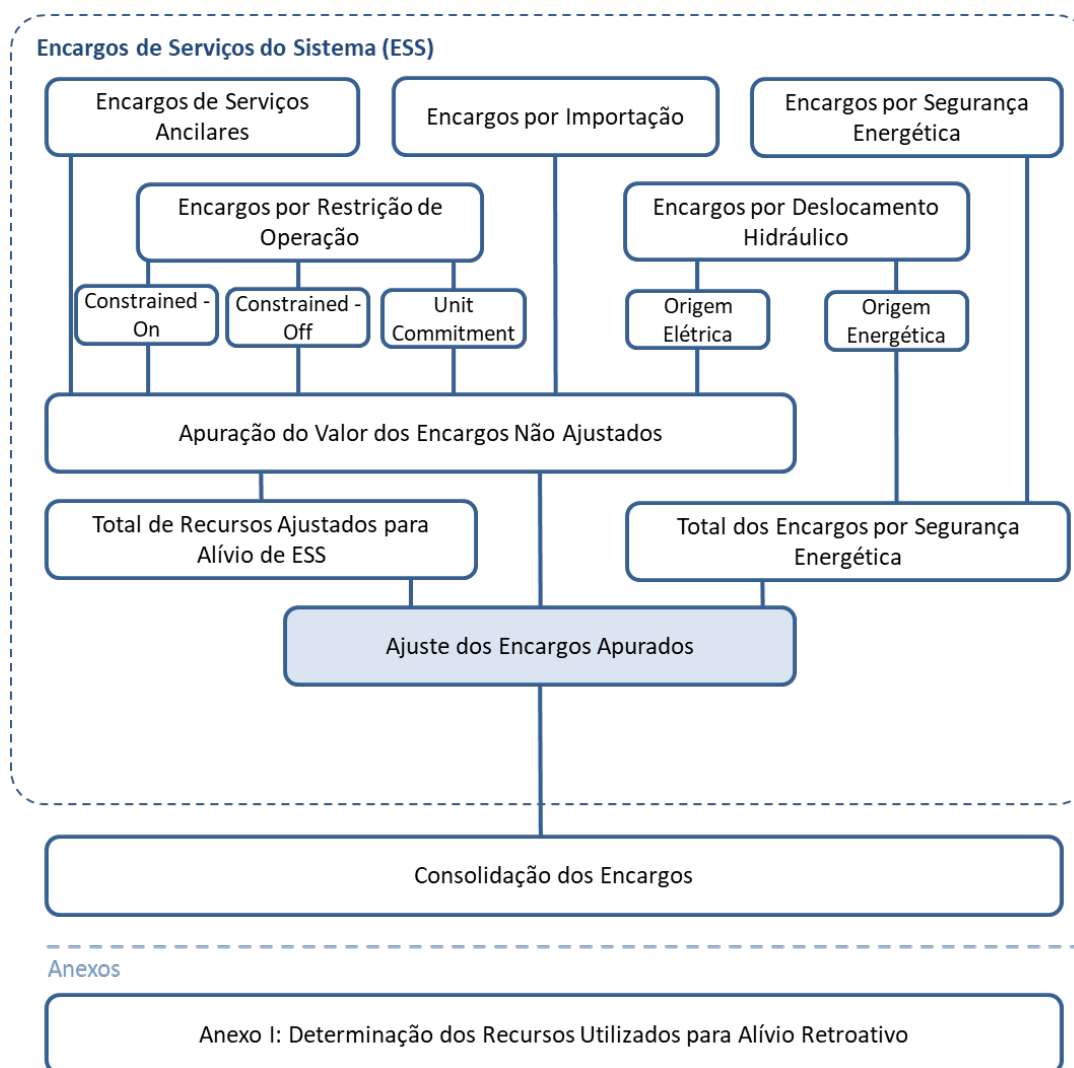 Encargos de Serviços do Sistema (ESS)
Encargos de Serviços
Ancilares
Encargos por Importação
Encargos por Segurança
Energética
Encargos por Restrição de
Operação
Encargos por Deslocamento
Hidráulico
Constrained -
On
Constrained -
Off
Unit
Commitment
Origem
Elétrica
Origem
Energética
Apuração do Valor dos Encargos Não Ajustados
Total de Recursos Ajustados para
Alívio de ESS
Total dos Encargos por Segurança
Energética
Ajuste dos Encargos Apurados
Consolidação dos Encargos
Anexos
Anexo I: Determinação dos Recursos Utilizados para Alívio Retroativo